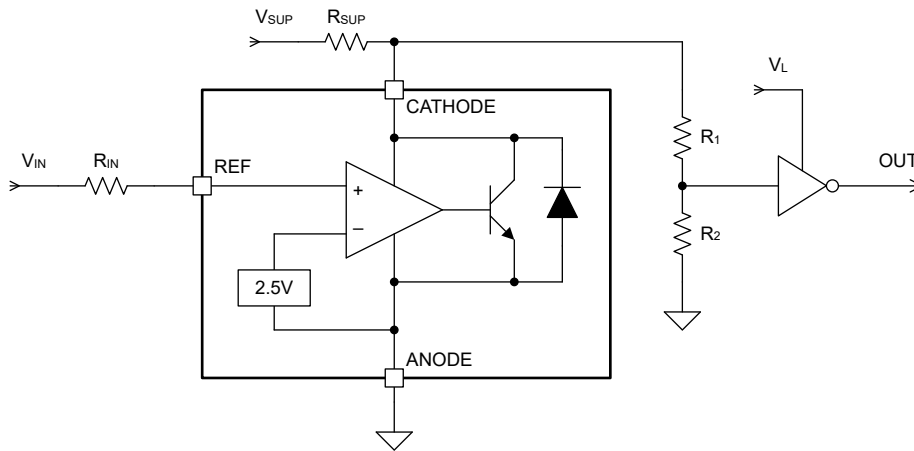 VSUP
RSUP
CATHODE
VL
VIN
RIN
REF
R1
OUT
+
–
R2
2.5V
ANODE